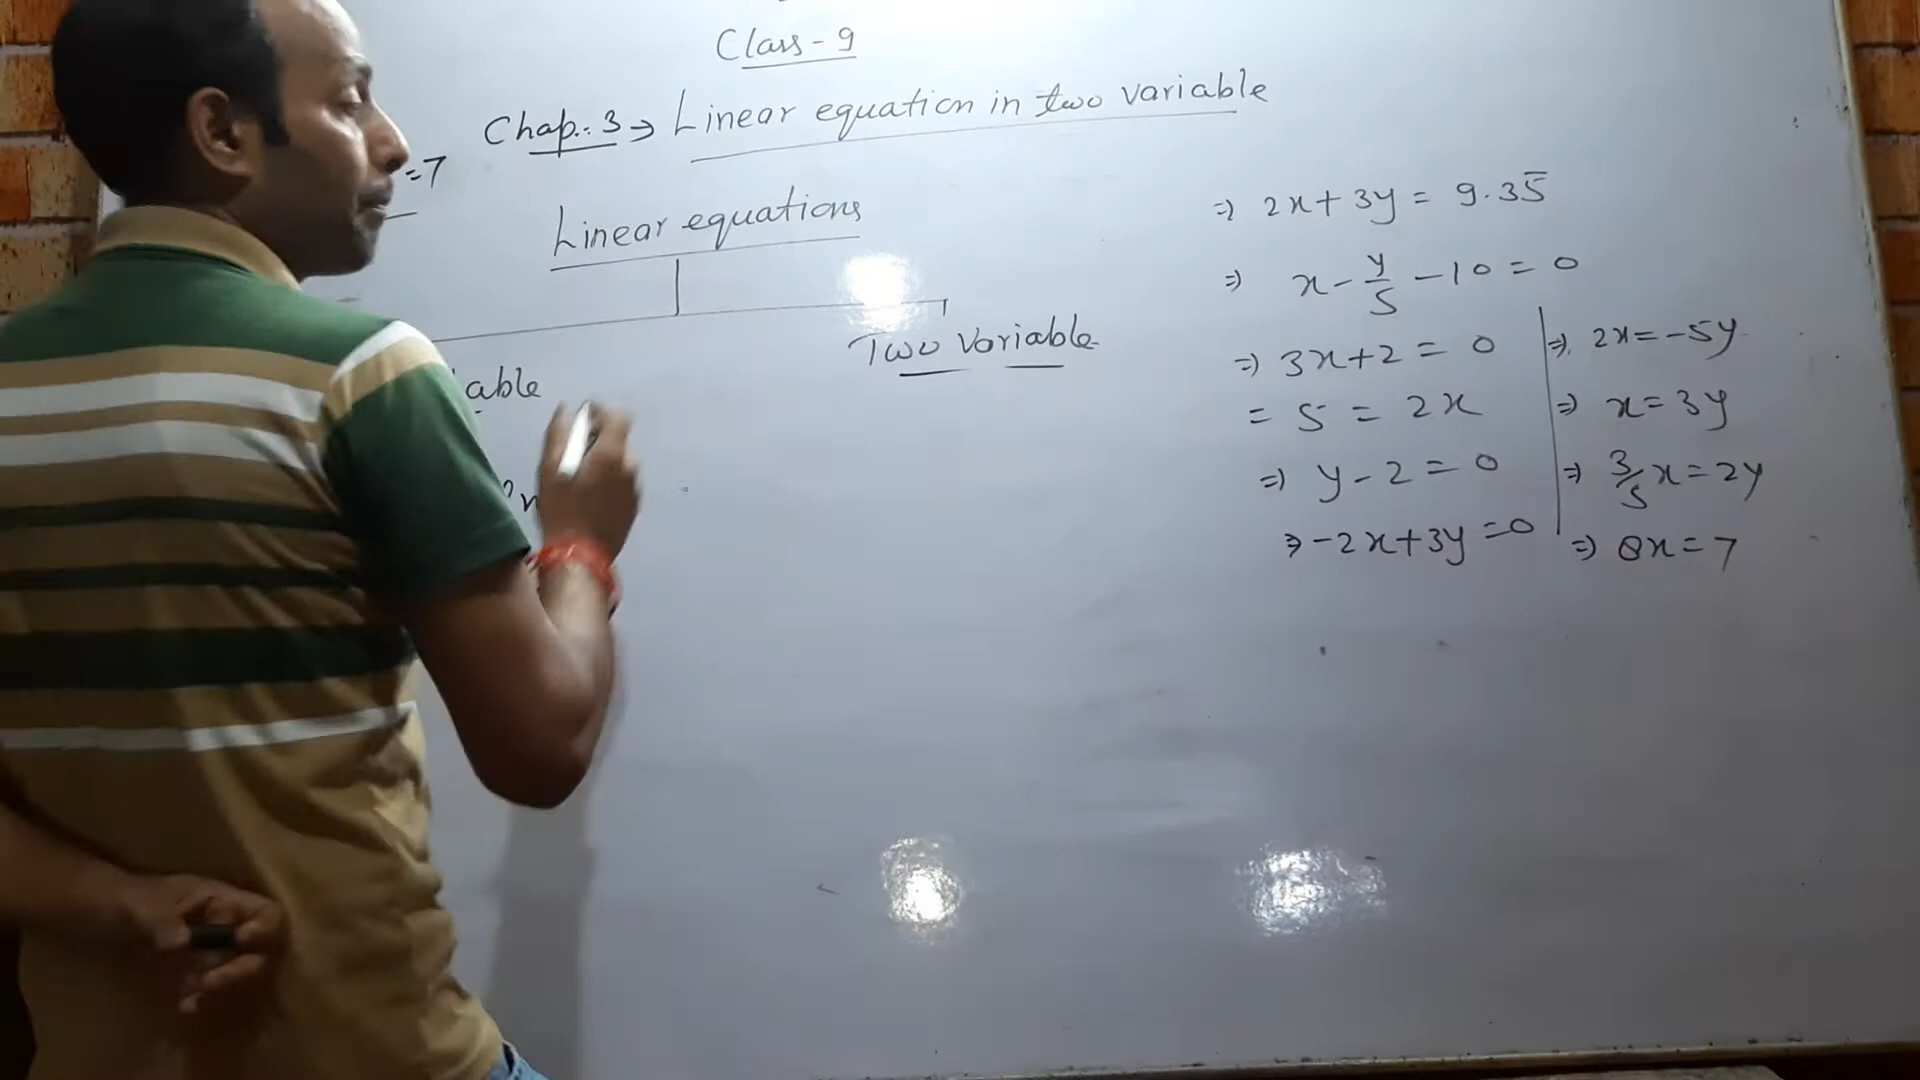 Class - 9
Chap.: 3 → Linear equation in two variable
=7
Linear equations
Two variable
able
⇒ 2x + 3y = 9.35̅
⇒ x - y/5 - 10 = 0
⇒ 3x + 2 = 0
= 5 = 2x
⇒ y - 2 = 0
⇒ -2x + 3y = 0
⇒ 2x = -5y
⇒ x = 3y
⇒ 3/5 x = 2y
⇒ 8x = 7